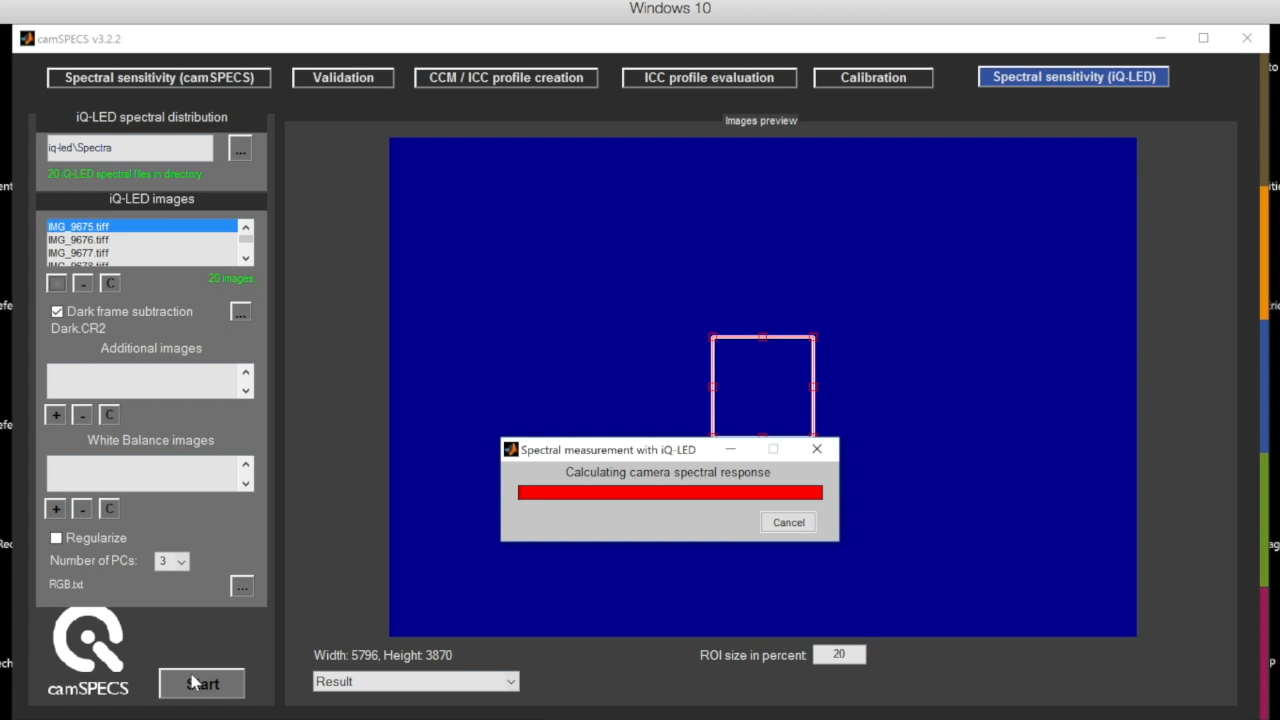 Windows 10
camSPECS v3.2.2
Spectral sensitivity (camSPECS)
Validation
CCM / ICC profile creation
ICC profile evaluation
Calibration
Spectral sensitivity (iQ-LED)
iQ-LED spectral distribution
iq-led\Spectra
...
20 iQ-LED spectral files in directory.
iQ-LED images
IMG_9675.tiff
IMG_9676.tiff
IMG_9677.tiff
- C
20 images.
Dark frame subtraction
...
Dark.CR2
Additional images
+ - C
White Balance images
+ - C
Regularize
Number of PCs: 3
RGB.txt
...
camSPECS
Start
Images preview
Spectral measurement with iQ-LED
Calculating camera spectral response
Cancel
Width: 5796, Height: 3870
ROI size in percent: 20
Result